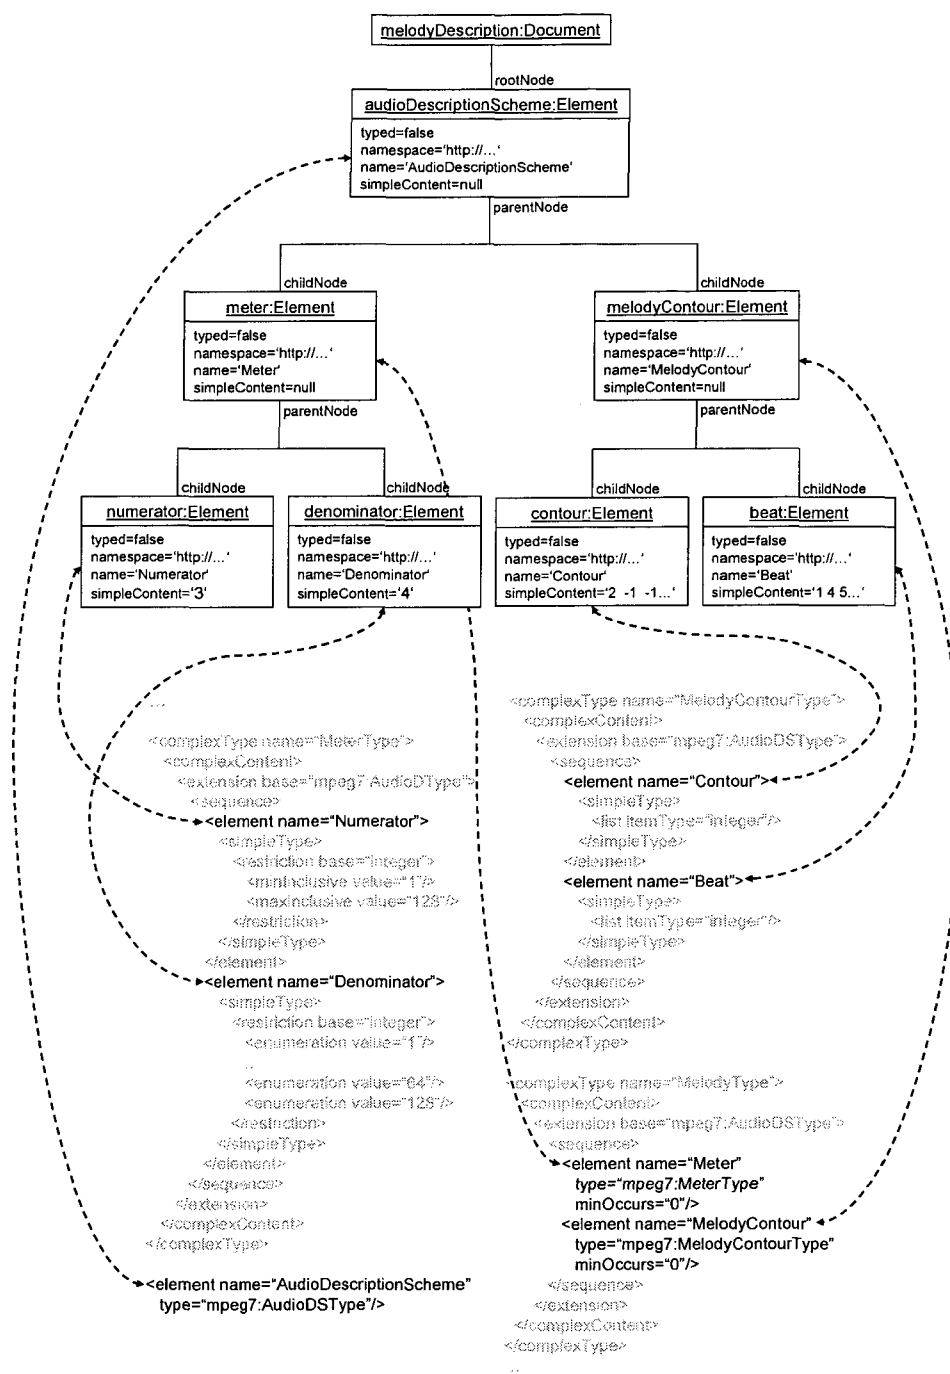 melodyDescription:Document
rootNode
audioDescriptionScheme:Element
typed=false
namespace='http://...'
name='AudioDescriptionScheme'
simpleContent=null
parentNode
childNode
childNode
meter:Element
typed=false
namespace='http://...'
name='Meter'
simpleContent=null
parentNode
melodyContour:Element
typed=false
namespace='http://...'
name='MelodyContour'
simpleContent=null
parentNode
childNode
childNode
childNode
childNode
numerator:Element
typed=false
namespace='http://...'
name='Numerator'
simpleContent='3'
denominator:Element
typed=false
namespace='http://...'
name='Denominator'
simpleContent='4'
contour:Element
typed=false
namespace='http://...'
name='Contour'
simpleContent='2 -1 -1...'
beat:Element
typed=false
namespace='http://...'
name='Beat'
simpleContent='1 4 5...'
...
<complexType name="MeterType">
<complexContent>
<extension base="mpeg7:AudioDType">
<sequence>
<element name="Numerator">
<simpleType>
<restriction base="integer">
<minInclusive value="1"/>
<maxInclusive value="128"/>
</restriction>
</simpleType>
</element>
<element name="Denominator">
<simpleType>
<restriction base="integer">
<enumeration value="1"/>
..
<enumeration value="64"/>
<enumeration value="128"/>
</restriction>
</simpleType>
</element>
</sequence>
</extension>
</complexContent>
</complexType>
<element name="AudioDescriptionScheme"
type="mpeg7:AudioDSType"/>
<complexType name="MelodyContourType">
<complexContent>
<extension base="mpeg7:AudioDSType">
<sequence>
<element name="Contour">
<simpleType>
<list itemType="integer"/>
</simpleType>
</element>
<element name="Beat">
<simpleType>
<list itemType="integer"/>
</simpleType>
</element>
</sequence>
</extension>
</complexContent>
</complexType>
<complexType name="MelodyType">
<complexContent>
<extension base="mpeg7:AudioDSType">
<sequence>
<element name="Meter"
type="mpeg7:MeterType"
minOccurs="0"/>
<element name="MelodyContour"
type="mpeg7:MelodyContourType"
minOccurs="0"/>
</sequence>
</extension>
</complexContent>
</complexType>
..